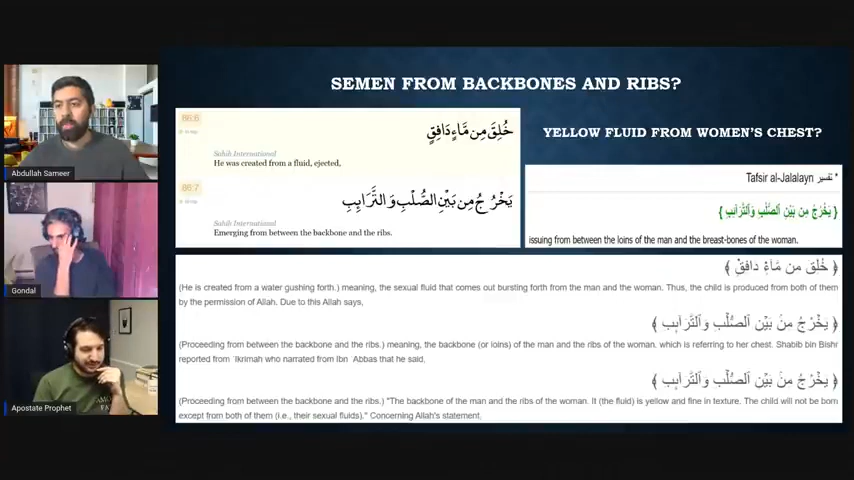 SEMEN FROM BACKBONES AND RIBS?
86:6
خُلِقَ مِن مَّاءٍ دَافِقٍ
Sahih International
He was created from a fluid, ejected,
86:7
يَخْرُجُ مِن بَيْنِ الصُّلْبِ وَالتَّرَائِبِ
Sahih International
Emerging from between the backbone and the ribs.
YELLOW FLUID FROM WOMEN'S CHEST?
* تفسير Tafsir al-Jalalayn
{ يَخْرُجُ مِن بَيْنِ ٱلصُّلْبِ وَٱلتَّرَآئِبِ }
issuing from between the loins of the man and the breast-bones of the woman.
﴿ خُلِقَ مِن مَّآءٍ دَافِقٍ ﴾
(He is created from a water gushing forth.) meaning, the sexual fluid that comes out bursting forth from the man and the woman. Thus, the child is produced from both of them
by the permission of Allah. Due to this Allah says,
﴿ يَخْرُجُ مِن بَيْنِ الصُّلْبِ وَالتَّرَآئِبِ ﴾
(Proceeding from between the backbone and the ribs.) meaning, the backbone (or loins) of the man and the ribs of the woman, which is referring to her chest. Shabib bin Bishr
reported from `Ikrimah who narrated from Ibn `Abbas that he said,
﴿ يَخْرُجُ مِن بَيْنِ الصُّلْبِ وَالتَّرَآئِبِ ﴾
(Proceeding from between the backbone and the ribs.) "The backbone of the man and the ribs of the woman. It (the fluid) is yellow and fine in texture. The child will not be born
except from both of them (i.e., their sexual fluids)." Concerning Allah's statement,
Abdullah Sameer
Gondal
Apostate Prophet